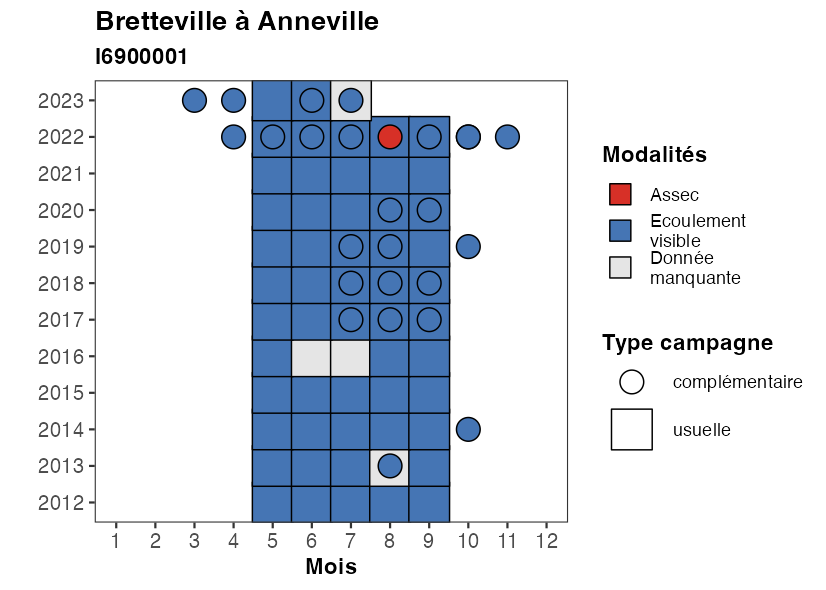 Bretteville à Anneville
I6900001
2023
2022
2021
2020
2019
2018
2017
2016
2015
2014
2013
2012
1 2 3 4 5 6 7 8 9 10 11 12
Mois
Modalités
Assec
Ecoulement
visible
Donnée
manquante
Type campagne
complémentaire
usuelle